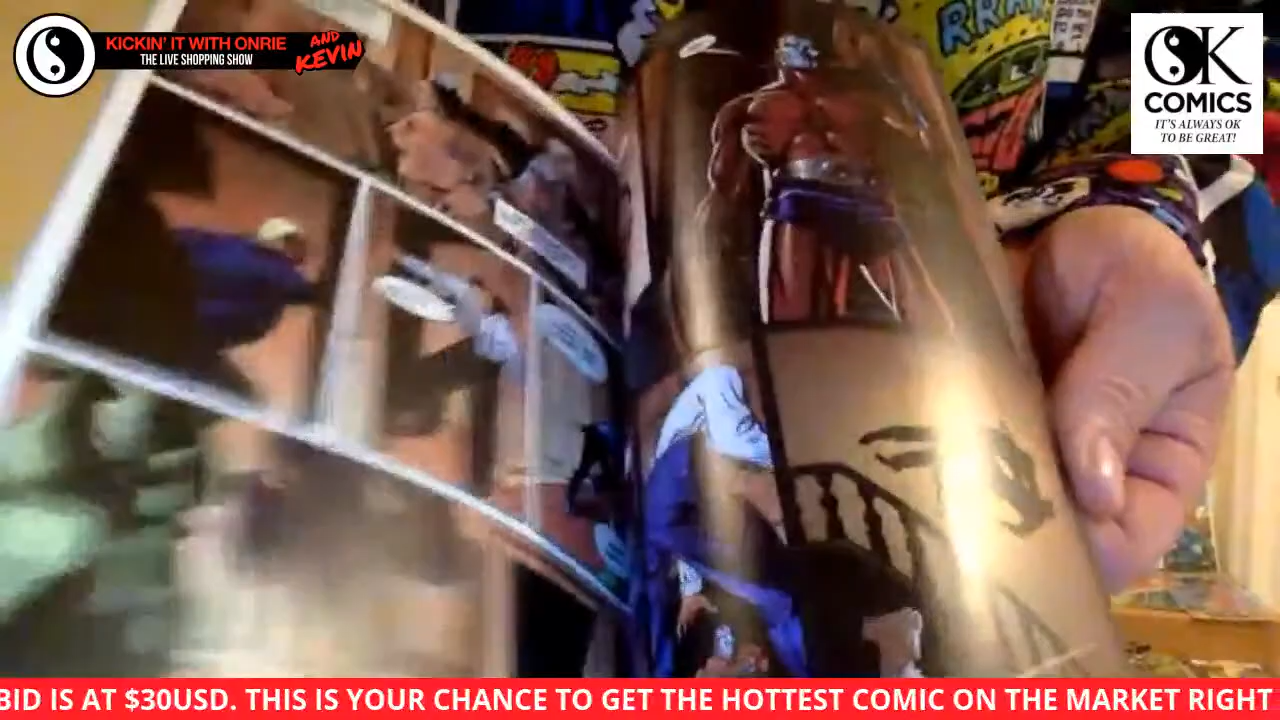 KICKIN' IT WITH ONRIE
THE LIVE SHOPPING SHOW
AND
KEVIN
OK
COMICS
IT'S ALWAYS OK
TO BE GREAT!
BID IS AT $30USD. THIS IS YOUR CHANCE TO GET THE HOTTEST COMIC ON THE MARKET RIGHT